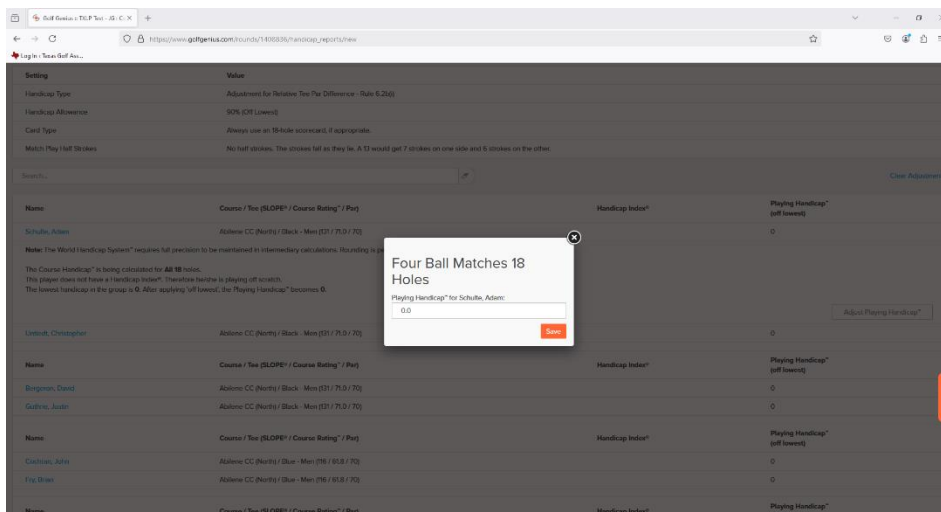 Golf Genius
https://www.golfgenius.com/rounds/1408836/handicap_reports/new
Log In : Texas Golf Ass...
Setting Value
Handicap Type Adjustment for Relative Tee Par Difference - Rule 6.2b(i)
Handicap Allowance 90% (Off Lowest)
Card Type Always use an 18-hole scorecard, if appropriate.
Match Play Half Strokes No half strokes. The strokes fall as they lie. A 13 would get 7 strokes on one side and 6 strokes on the other.
Search...
Clear Adjustments
Name Course / Tee (SLOPE® / Course Rating™ / Par) Handicap Index® Playing Handicap™
(off lowest)
Schulte, Adam Abilene CC (North) / Black - Men (131 / 71.0 / 70) 0
Note: The World Handicap System™ requires full precision to be maintained in intermediary calculations. Rounding is
The Course Handicap™ is being calculated for All 18 holes.
This player does not have a Handicap Index®. Therefore he/she is playing off scratch.
The lowest handicap in the group is 0. After applying 'off lowest', the Playing Handicap™ becomes 0.
Four Ball Matches 18
Holes
Playing Handicap™ for Schulte, Adam:
0.0
Save
Adjust Playing Handicap™
Christopher Abilene CC (North) / Black - Men (131 / 71.0 / 70) 0
Name Course / Tee (SLOPE® / Course Rating™ / Par) Handicap Index® Playing Handicap™
(off lowest)
Bergman, David Abilene CC (North) / Black - Men (131 / 71.0 / 70) 0
Guthrie, Justin Abilene CC (North) / Black - Men (131 / 71.0 / 70) 0
Name Course / Tee (SLOPE® / Course Rating™ / Par) Handicap Index® Playing Handicap™
(off lowest)
John Abilene CC (North) / Blue - Men (116 / 61.8 / 70) 0
Fry, Abilene CC (North) / Blue - Men (116 / 61.8 / 70) 0
Name Course / Tee (SLOPE® / Course Rating™ / Par) Handicap Index® Playing Handicap™